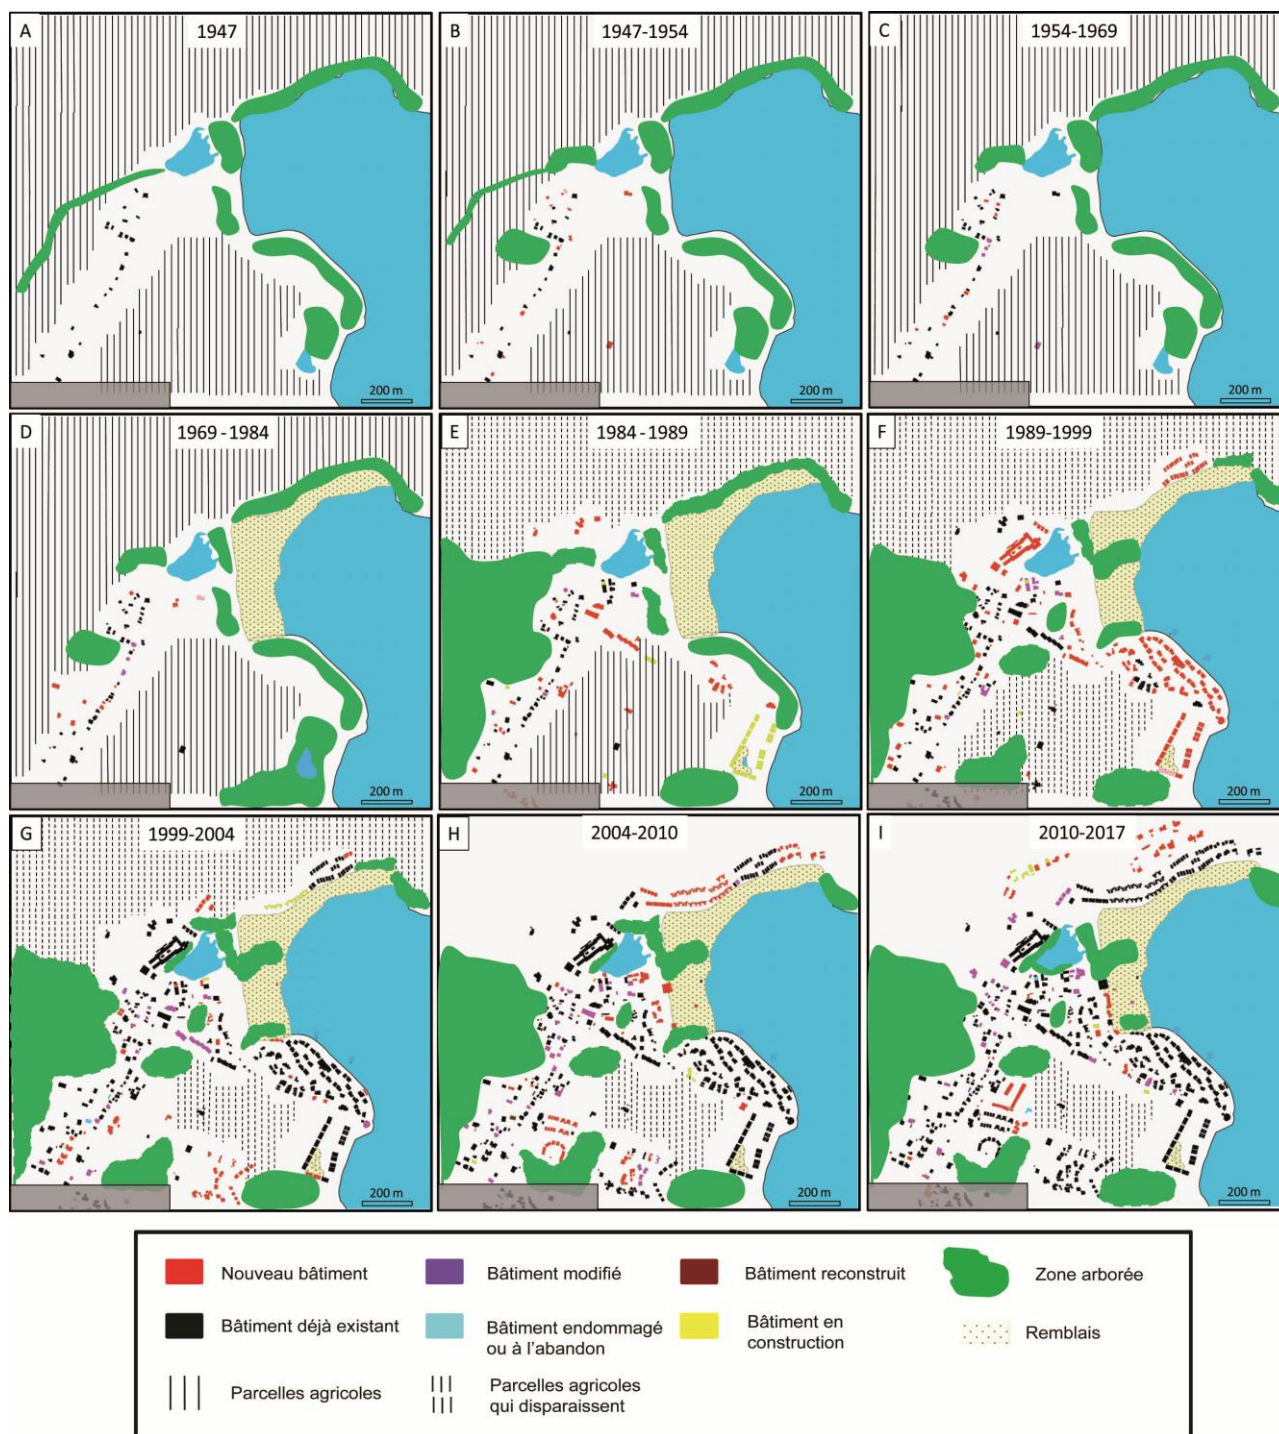 A
1947
200 m
B
1947-1954
200 m
C
1954-1969
200 m
D
1969 -1984
200 m
E
1984 -1989
200 m
F
1989-1999
200 m
G
1999-2004
200 m
H
2004-2010
200 m
I
2010-2017
200 m
Nouveau bâtiment
Bâtiment modifié
Bâtiment reconstruit
Zone arborée
Bâtiment déjà existant
Bâtiment endommagé
ou à l'abandon
Bâtiment en
construction
Remblais
Parcelles agricoles
Parcelles agricoles
qui disparaissent